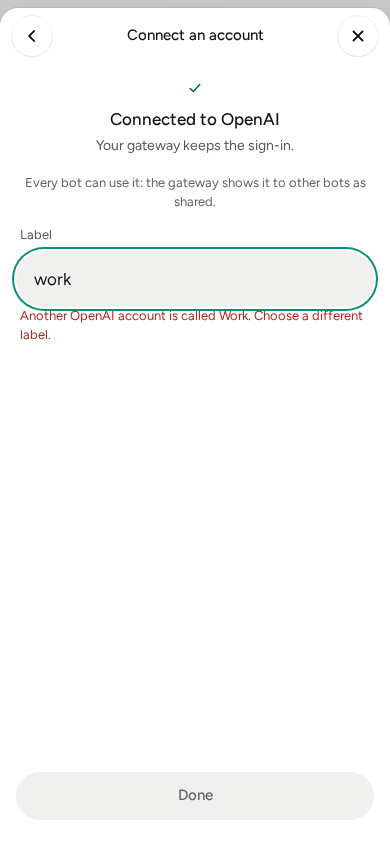 Connect an account
Connected to OpenAI
Your gateway keeps the sign-in.
Every bot can use it: the gateway shows it to other bots as
shared.
Label
work
Another OpenAI account is called Work. Choose a different
label.
Done